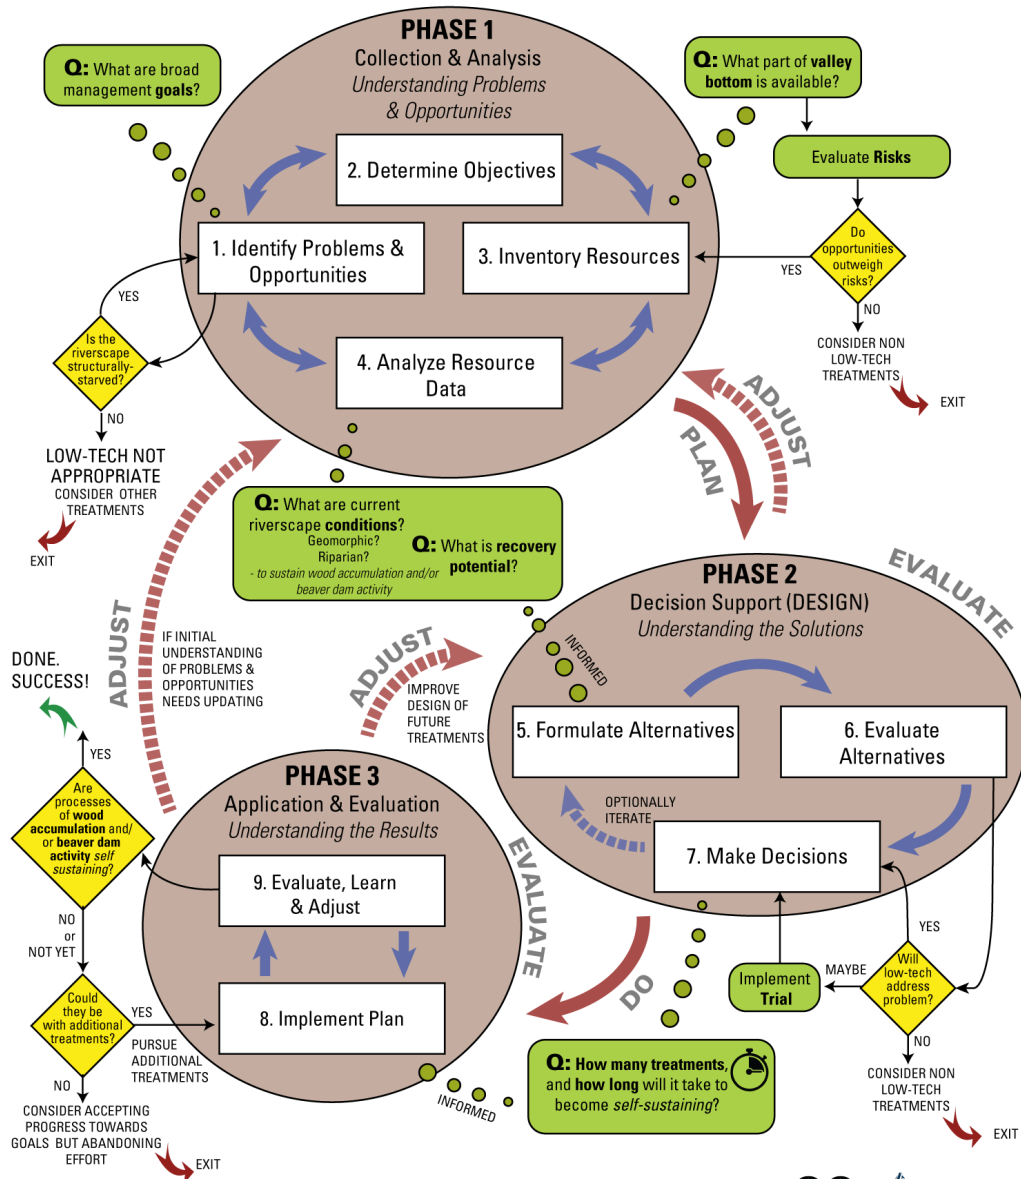 PHASE 1
Collection & Analysis
Understanding Problems
& Opportunities
Q: What are broad
management goals?
Q: What part of valley
bottom is available?
Evaluate Risks
Do
opportunities
outweigh
risks?
YES
NO
CONSIDER NON
LOW-TECH
TREATMENTS
EXIT
2. Determine Objectives
1. Identify Problems &
Opportunities
3. Inventory Resources
4. Analyze Resource
Data
YES
Is the
riverscape
structurally-
starved?
NO
LOW-TECH NOT
APPROPRIATE
CONSIDER OTHER
TREATMENTS
EXIT
ADJUST
PLAN
Q: What are current
riverscape conditions?
Geomorphic?
Riparian?
- to sustain wood accumulation and/or
beaver dam activity
Q: What is recovery
potential?
INFORMED
PHASE 2
Decision Support (DESIGN)
Understanding the Solutions
EVALUATE
5. Formulate Alternatives
6. Evaluate
Alternatives
OPTIONALLY
ITERATE
7. Make Decisions
YES
Will
low-tech
address
problem?
MAYBE
Implement
Trial
NO
CONSIDER NON
LOW-TECH
TREATMENTS
EXIT
ADJUST
IF INITIAL
UNDERSTANDING
OF PROBLEMS &
OPPORTUNITIES
NEEDS UPDATING
ADJUST
IMPROVE
DESIGN OF
FUTURE
TREATMENTS
DONE.
SUCCESS!
YES
Are
processes
of wood
accumulation and/
or beaver dam
activity self
sustaining?
NO
or
NOT YET
Could
they be
with additional
treatments?
YES
PURSUE
ADDITIONAL
TREATMENTS
NO
CONSIDER ACCEPTING
PROGRESS TOWARDS
GOALS BUT ABANDONING
EFFORT
EXIT
PHASE 3
Application & Evaluation
Understanding the Results
9. Evaluate, Learn
& Adjust
8. Implement Plan
EVALUATE
DO
INFORMED
Q: How many treatments,
and how long will it take to
become self-sustaining?